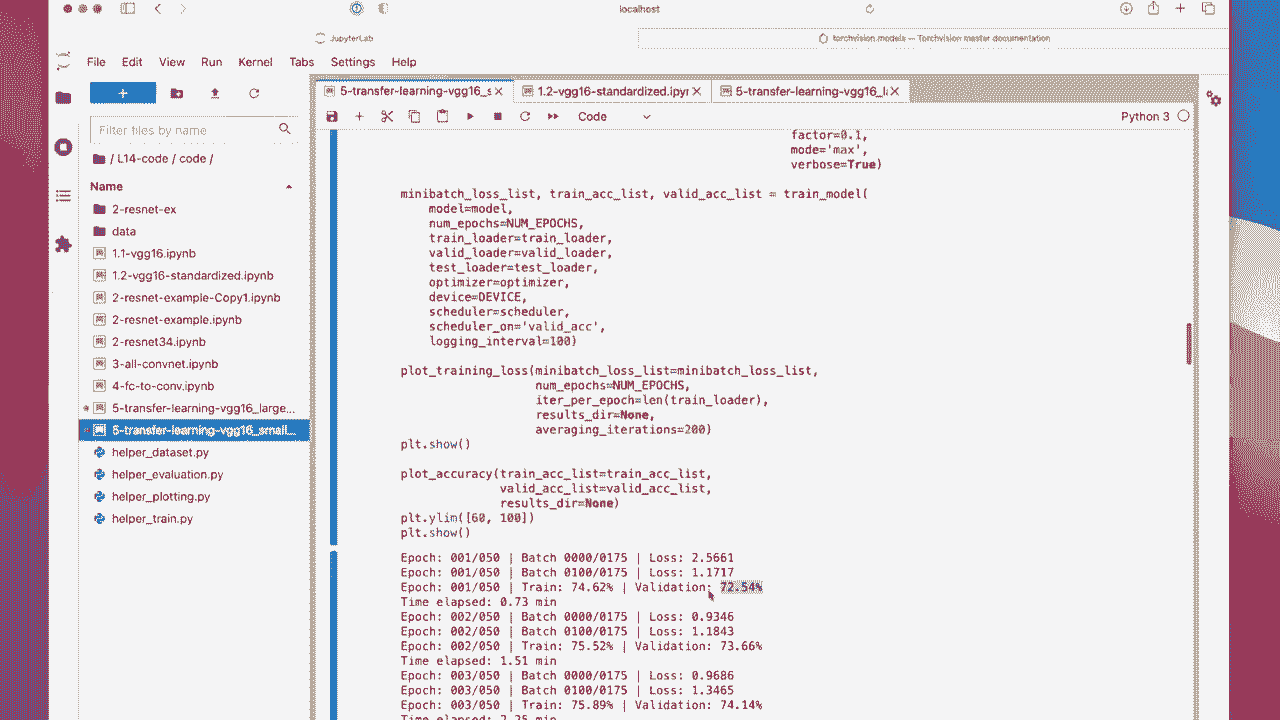 localhost
JupyterLab
torchvision.models — Torchvision master documentation
File Edit View Run Kernel Tabs Settings Help
5-transfer-learning-vgg16_s
1.2-vgg16-standardized.ipyr
5-transfer-learning-vgg16_la
Filter files by name
Code
Python 3
/ L14-code / code /
Name
2-resnet-ex
data
1.1-vgg16.ipynb
1.2-vgg16-standardized.ipynb
2-resnet-example-Copy1.ipynb
2-resnet-example.ipynb
2-resnet34.ipynb
3-all-convnet.ipynb
4-fc-to-conv.ipynb
5-transfer-learning-vgg16_large...
5-transfer-learning-vgg16_small...
helper_dataset.py
helper_evaluation.py
helper_plotting.py
helper_train.py
factor=0.1,
mode='max',
verbose=True)
minibatch_loss_list, train_acc_list, valid_acc_list = train_model(
model=model,
num_epochs=NUM_EPOCHS,
train_loader=train_loader,
valid_loader=valid_loader,
test_loader=test_loader,
optimizer=optimizer,
device=DEVICE,
scheduler=scheduler,
scheduler_on='valid_acc',
logging_interval=100)
plot_training_loss(minibatch_loss_list=minibatch_loss_list,
num_epochs=NUM_EPOCHS,
iter_per_epoch=len(train_loader),
results_dir=None,
averaging_iterations=200)
plt.show()
plot_accuracy(train_acc_list=train_acc_list,
valid_acc_list=valid_acc_list,
results_dir=None)
plt.ylim([60, 100])
plt.show()
Epoch: 001/050 | Batch 0000/0175 | Loss: 2.5661
Epoch: 001/050 | Batch 0100/0175 | Loss: 1.1717
Epoch: 001/050 | Train: 74.62% | Validation: 72.54%
Time elapsed: 0.73 min
Epoch: 002/050 | Batch 0000/0175 | Loss: 0.9346
Epoch: 002/050 | Batch 0100/0175 | Loss: 1.1843
Epoch: 002/050 | Train: 75.52% | Validation: 73.66%
Time elapsed: 1.51 min
Epoch: 003/050 | Batch 0000/0175 | Loss: 0.9686
Epoch: 003/050 | Batch 0100/0175 | Loss: 1.3465
Epoch: 003/050 | Train: 75.89% | Validation: 74.14%
Time elapsed: 2.25 min